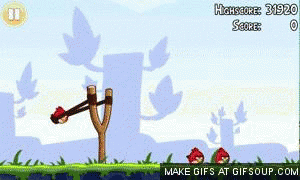 HIGHSCORE: 31920
SCORE: 0
MAKE GIFS AT GIFSOUP.COM